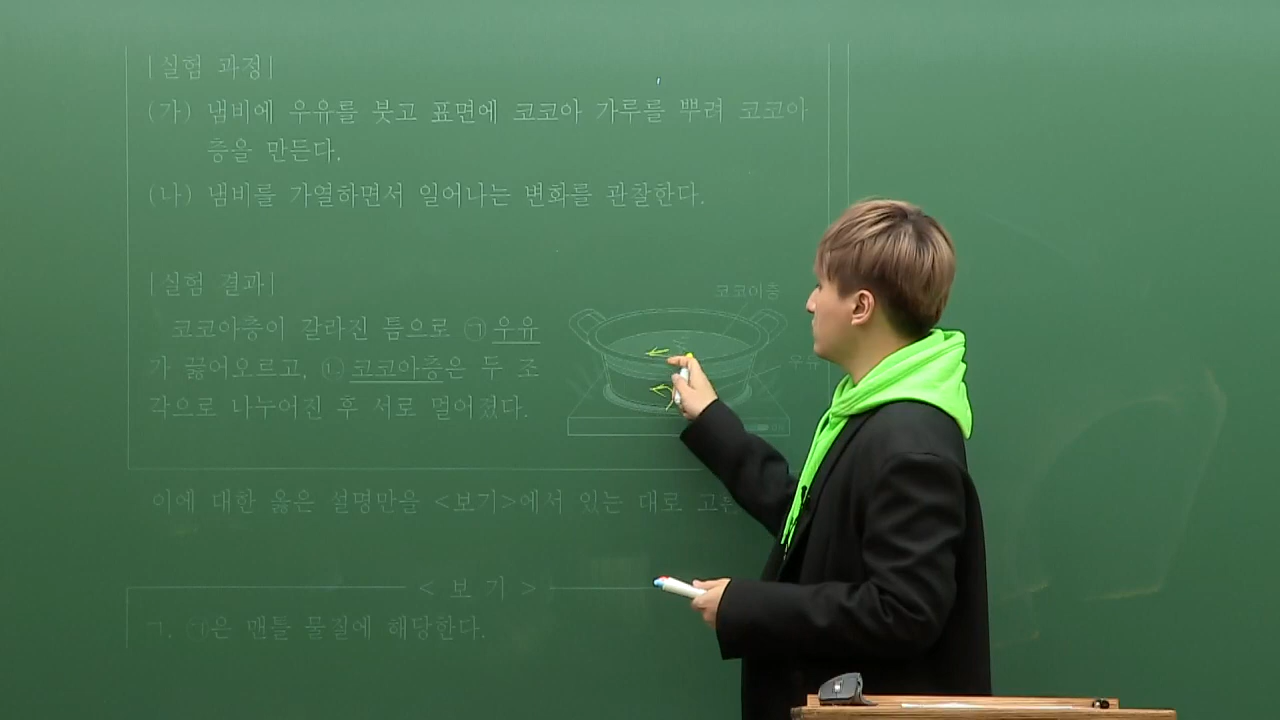 [실험 과정]
(가) 냄비에 우유를 붓고 표면에 코코아 가루를 뿌려 코코아
층을 만든다.
(나) 냄비를 가열하면서 일어나는 변화를 관찰한다.
[실험 결과]
코코아층
코코아층이 갈라진 틈으로 ㉠우유
가 끓어오르고, ㉡코코아층은 두 조
각으로 나누어진 후 서로 멀어졌다.
우유
이에 대한 옳은 설명만을 <보기>에서 있는 대로 고른
< 보 기 >
ㄱ. ㉠은 맨틀 물질에 해당한다.